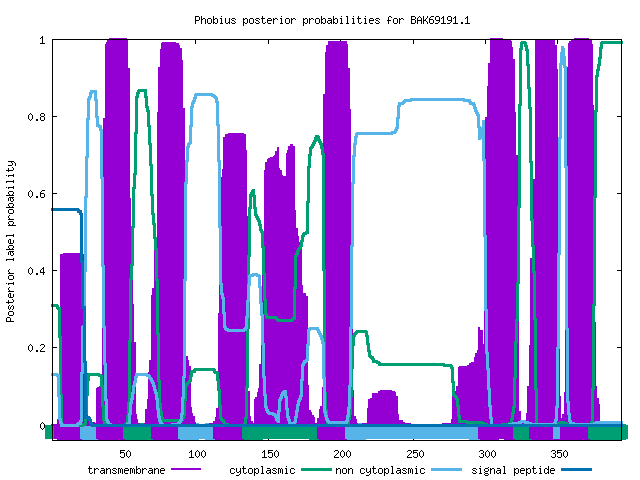 Phobius posterior probabilities for BAK69191.1
Posterior label probability
1
0.8
0.6
0.4
0.2
0
50 100 150 200 250 300 350
transmembrane cytoplasmic non cytoplasmic signal peptide